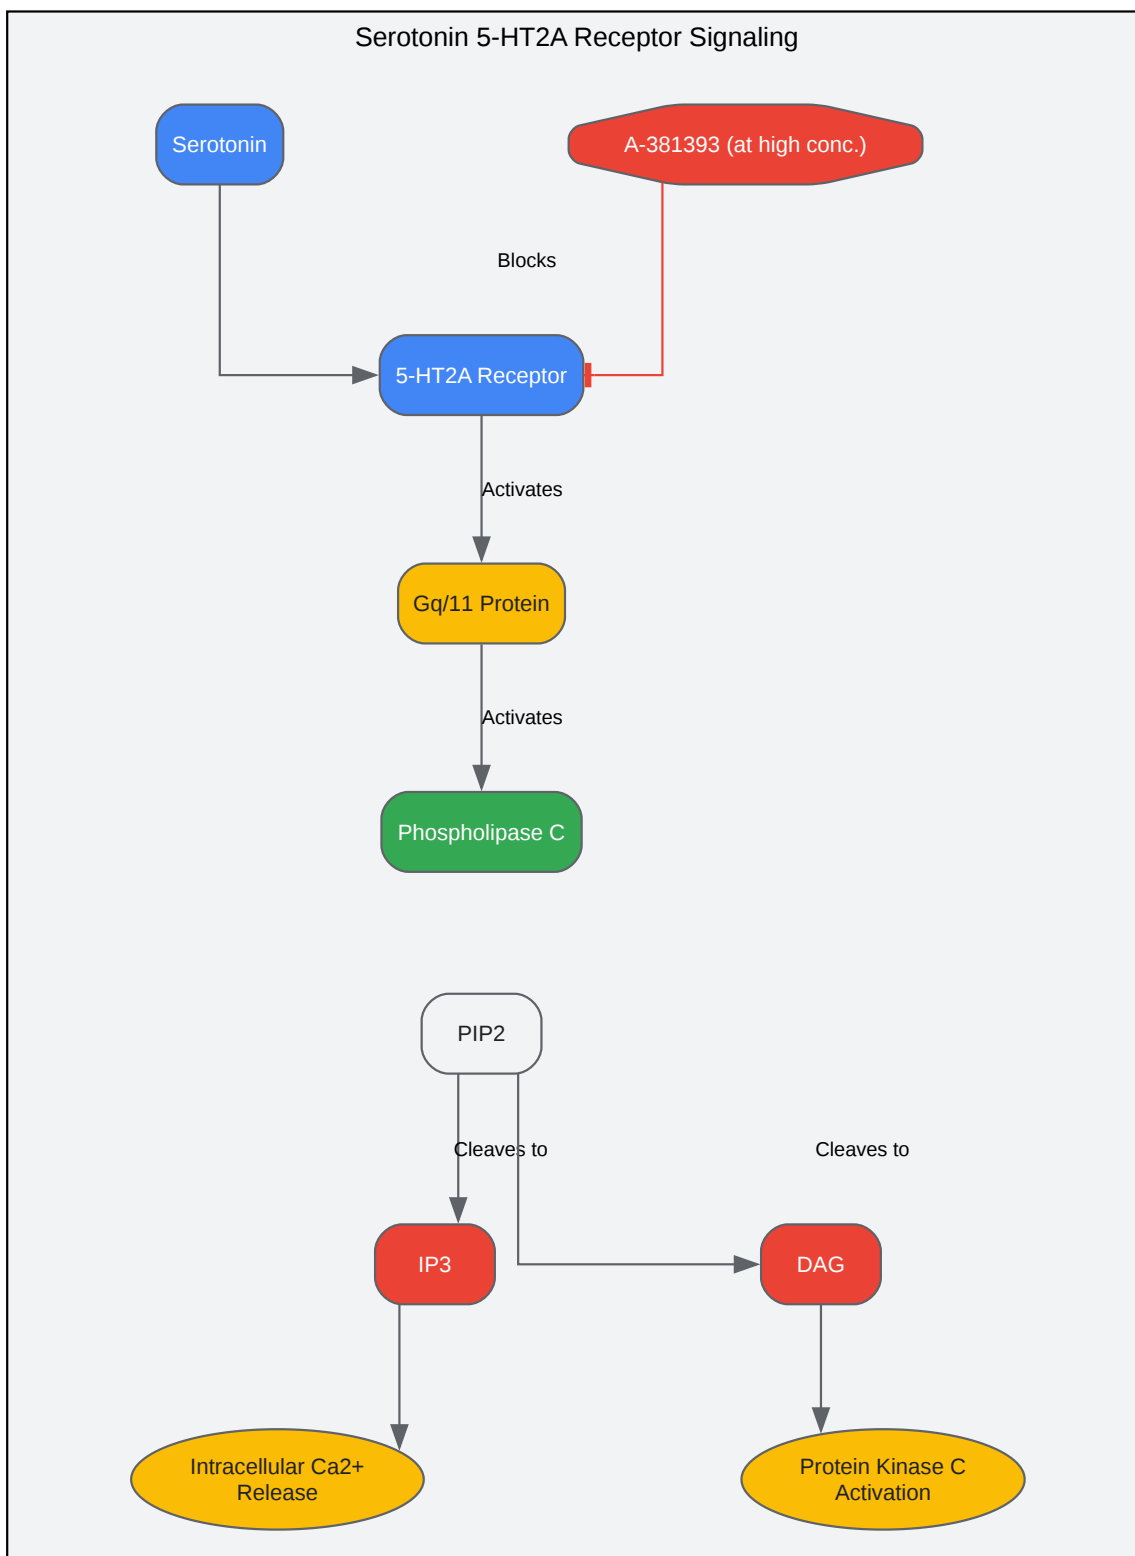 Serotonin 5-HT2A Receptor Signaling
Serotonin
A-381393 (at high conc.)
Blocks
5-HT2A Receptor
Activates
Gq/11 Protein
Activates
Phospholipase C
PIP2
Cleaves to
Cleaves to
IP3
DAG
Intracellular Ca2+
Release
Protein Kinase C
Activation